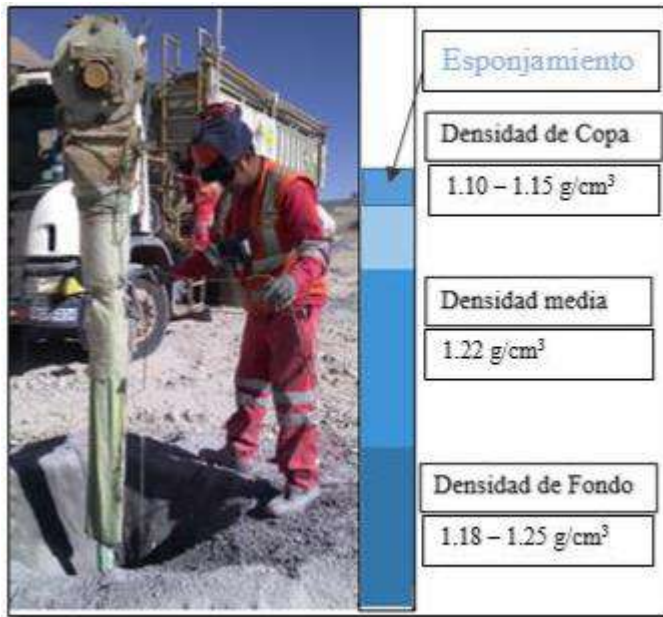 Esponjamiento
Densidad de Copa
1.10 – 1.15 g/cm³
Densidad media
1.22 g/cm³
Densidad de Fondo
1.18 – 1.25 g/cm³